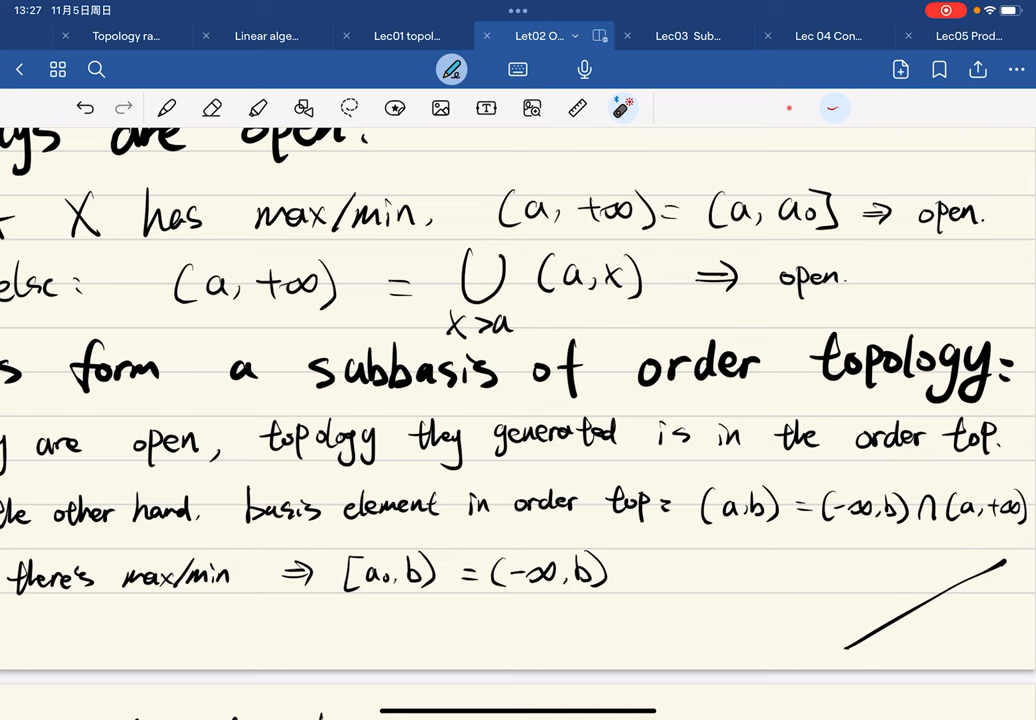 13:27 11月5日周日
Topology ra... Linear alge... Lec01 topol... Let02 O... Lec03 Sub... Lec 04 Con... Lec05 Prod...
are open.
X has max/min, (a, +∞) = (a, a₀] ⇒ open.
else: (a, +∞) = ⋃ (a, x) ⇒ open.
x > a
form a subbasis of order topology:
are open, topology they generated is in the order top.
other hand. basis element in order top: (a,b) = (-∞,b) ∩ (a,+∞)
there's max/min ⇒ [a₀, b) = (-∞, b)